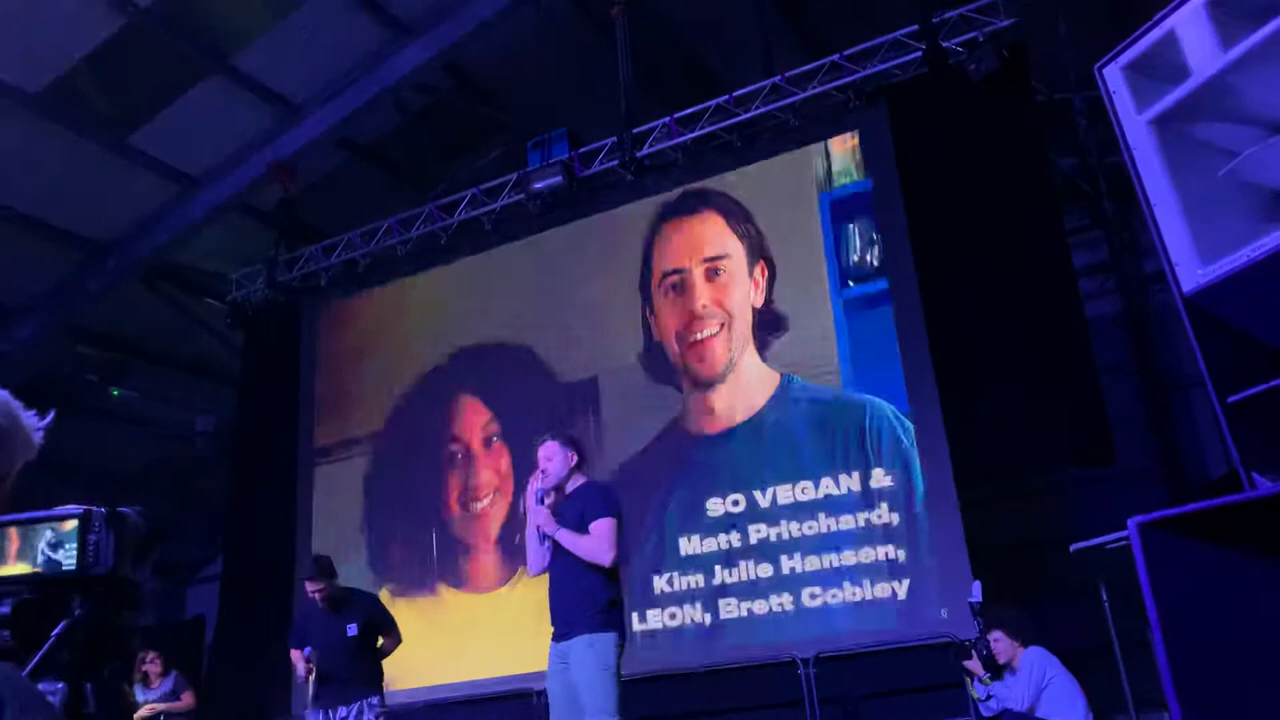 SO VEGAN &
Matt Pritchard,
Kim Julie Hansen,
LEON, Brett Cobley